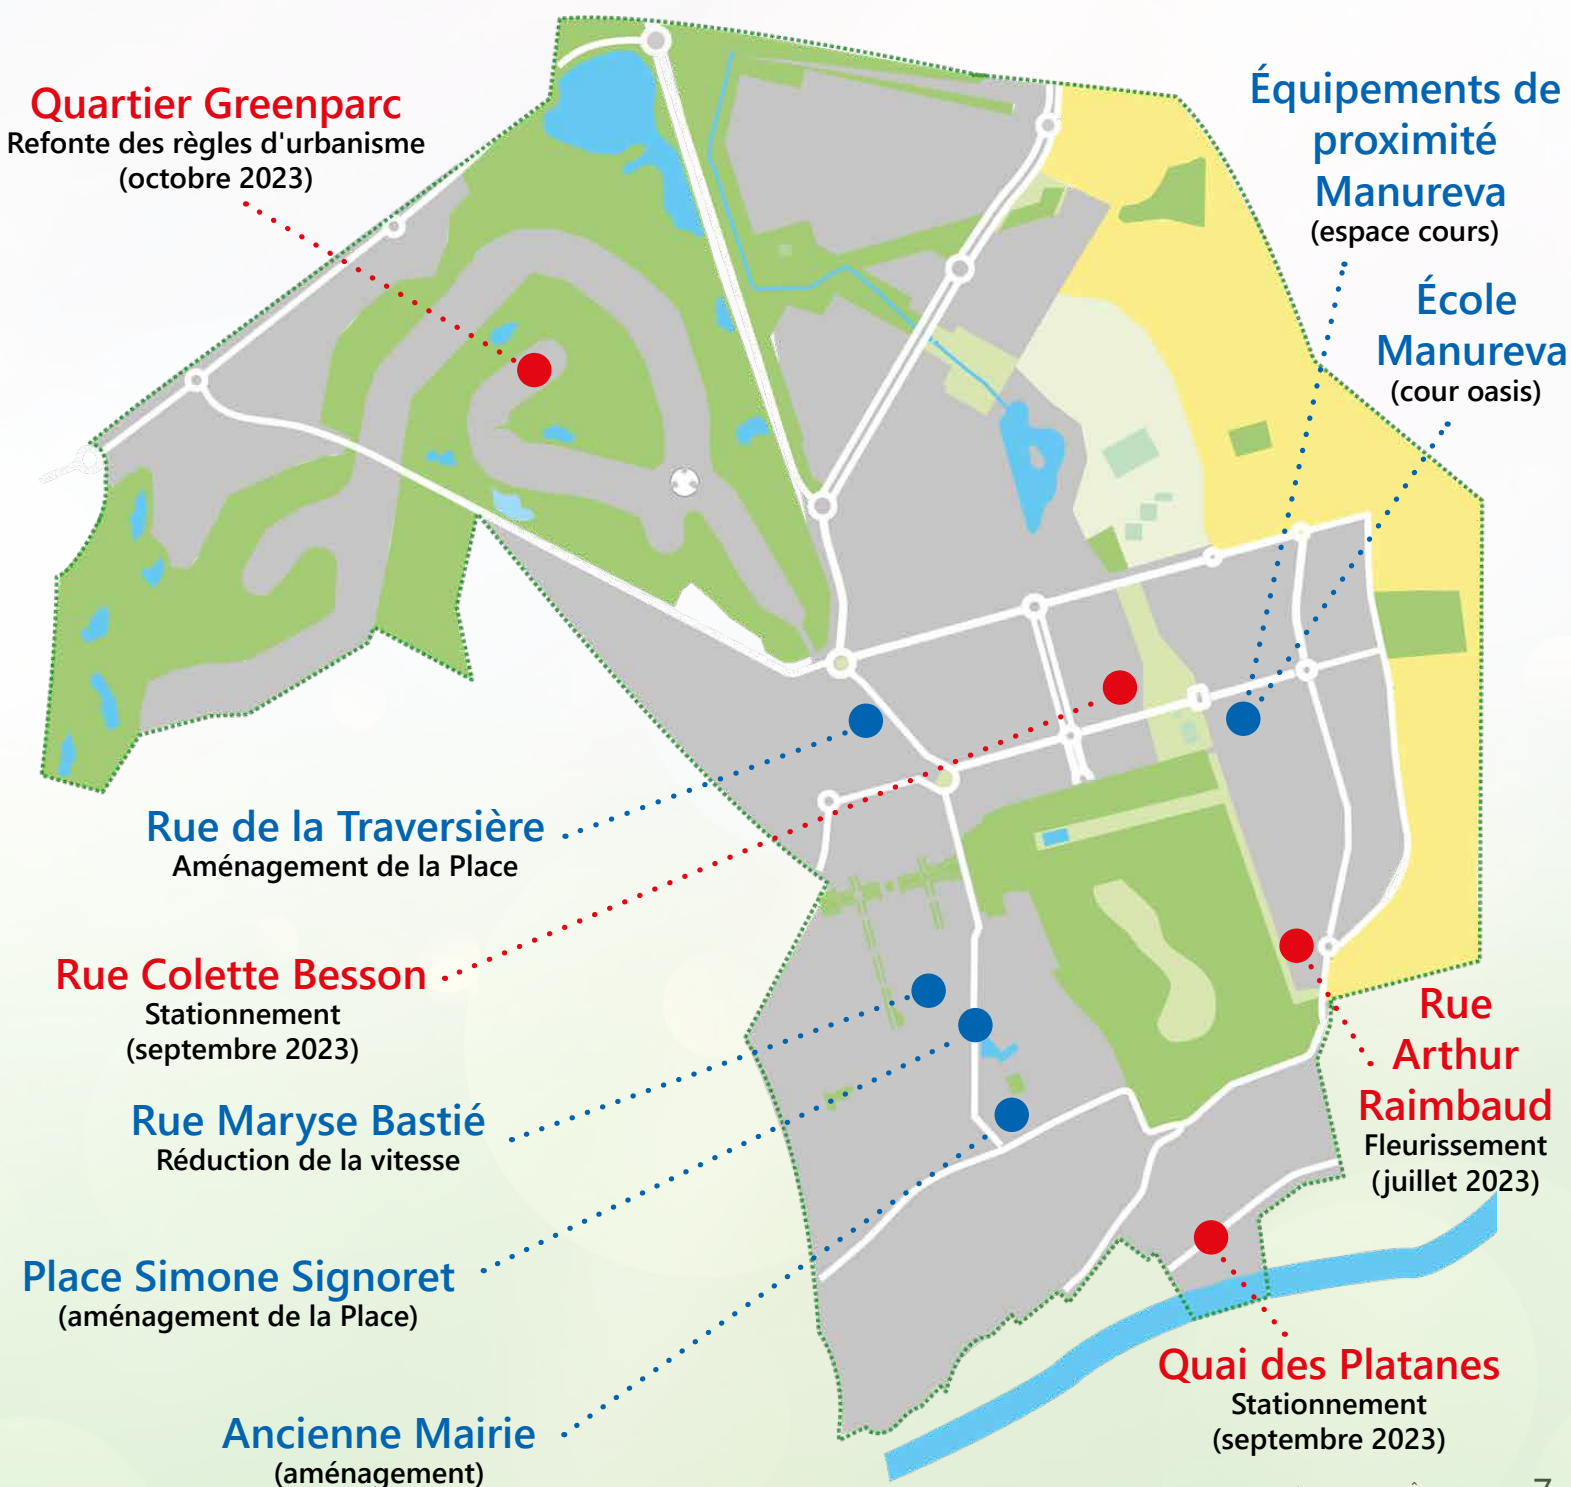 Quartier Greenparc
Refonte des règles d'urbanisme
(octobre 2023)
Équipements de
proximité
Manureva
(espace cours)
École
Manureva
(cour oasis)
Rue de la Traversière
Aménagement de la Place
Rue Colette Besson
Stationnement
(septembre 2023)
Rue Maryse Bastié
Réduction de la vitesse
Place Simone Signoret
(aménagement de la Place)
Ancienne Mairie
(aménagement)
Rue
Arthur
Raimbaud
Fleurissement
(juillet 2023)
Quai des Platanes
Stationnement
(septembre 2023)